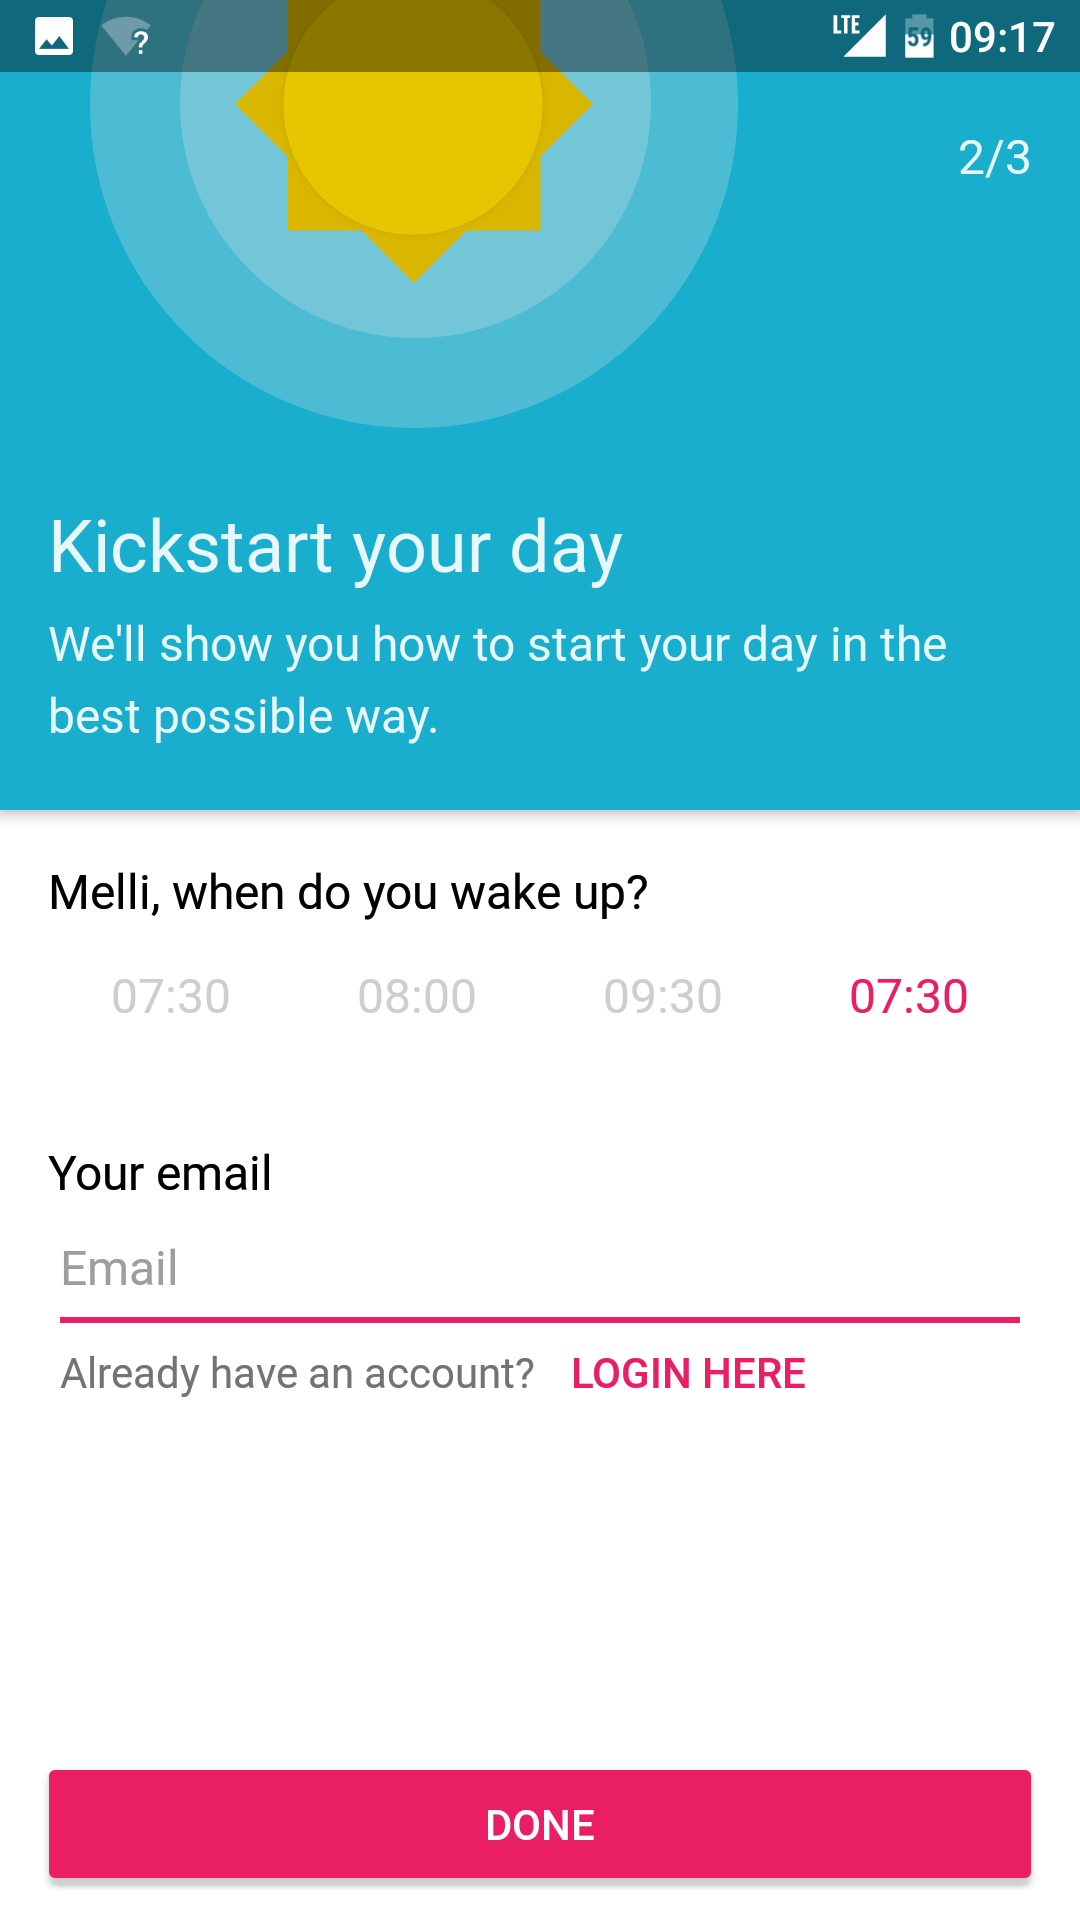 LTE 59 09:17
2/3
Kickstart your day
We'll show you how to start your day in the
best possible way.
Melli, when do you wake up?
07:30 08:00 09:30 07:30
Your email
Email
Already have an account? LOGIN HERE
DONE